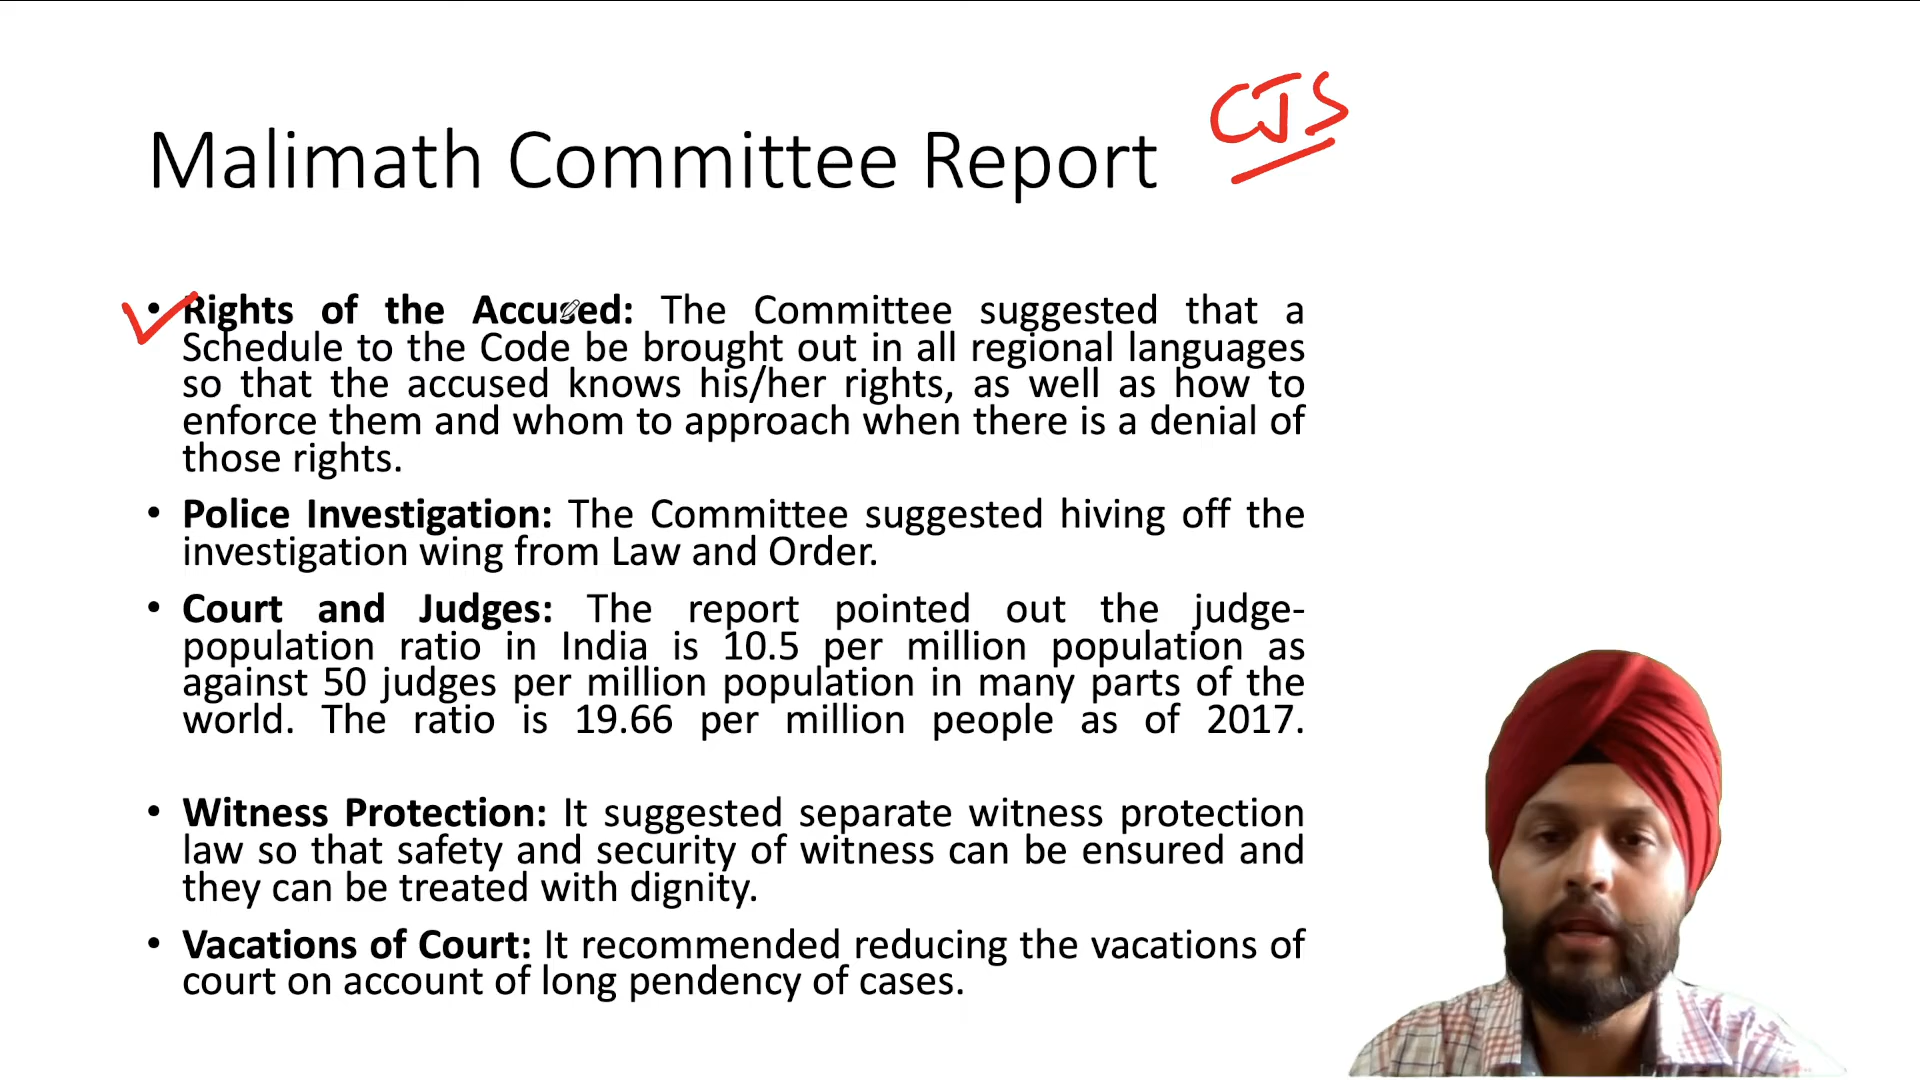 Malimath Committee Report
CJS
• Rights of the Accused: The Committee suggested that a
Schedule to the Code be brought out in all regional languages
so that the accused knows his/her rights, as well as how to
enforce them and whom to approach when there is a denial of
those rights.
• Police Investigation: The Committee suggested hiving off the
investigation wing from Law and Order.
• Court and Judges: The report pointed out the judge-
population ratio in India is 10.5 per million population as
against 50 judges per million population in many parts of the
world. The ratio is 19.66 per million people as of 2017.
• Witness Protection: It suggested separate witness protection
law so that safety and security of witness can be ensured and
they can be treated with dignity.
• Vacations of Court: It recommended reducing the vacations of
court on account of long pendency of cases.